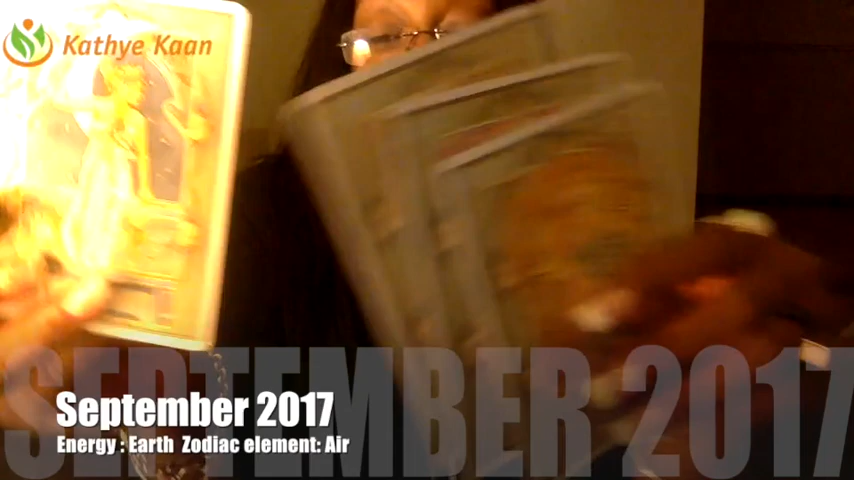 Kathye Kaan
SEPTEMBER 2017
September 2017
Energy : Earth Zodiac element: Air